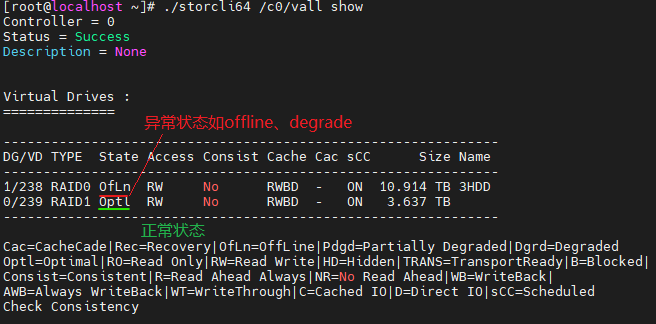 [root@localhost ~]# ./storcli64 /c0/vall show
Controller = 0
Status = Success
Description = None
Virtual Drives :
==============
异常状态如offline、degrade
---------------------------------------------------------------
DG/VD TYPE  State Access Consist Cache Cac sCC      Size Name
---------------------------------------------------------------
1/238 RAID0 OfLn  RW     No      RWBD  -   ON  10.914 TB 3HDD
0/239 RAID1 Optl  RW     No      RWBD  -   ON   3.637 TB
---------------------------------------------------------------
正常状态
Cac=CacheCade|Rec=Recovery|OfLn=OffLine|Pdgd=Partially Degraded|Dgrd=Degraded
Optl=Optimal|RO=Read Only|RW=Read Write|HD=Hidden|TRANS=TransportReady|B=Blocked|
Consist=Consistent|R=Read Ahead Always|NR=No Read Ahead|WB=WriteBack|
AWB=Always WriteBack|WT=WriteThrough|C=Cached IO|D=Direct IO|sCC=Scheduled
Check Consistency